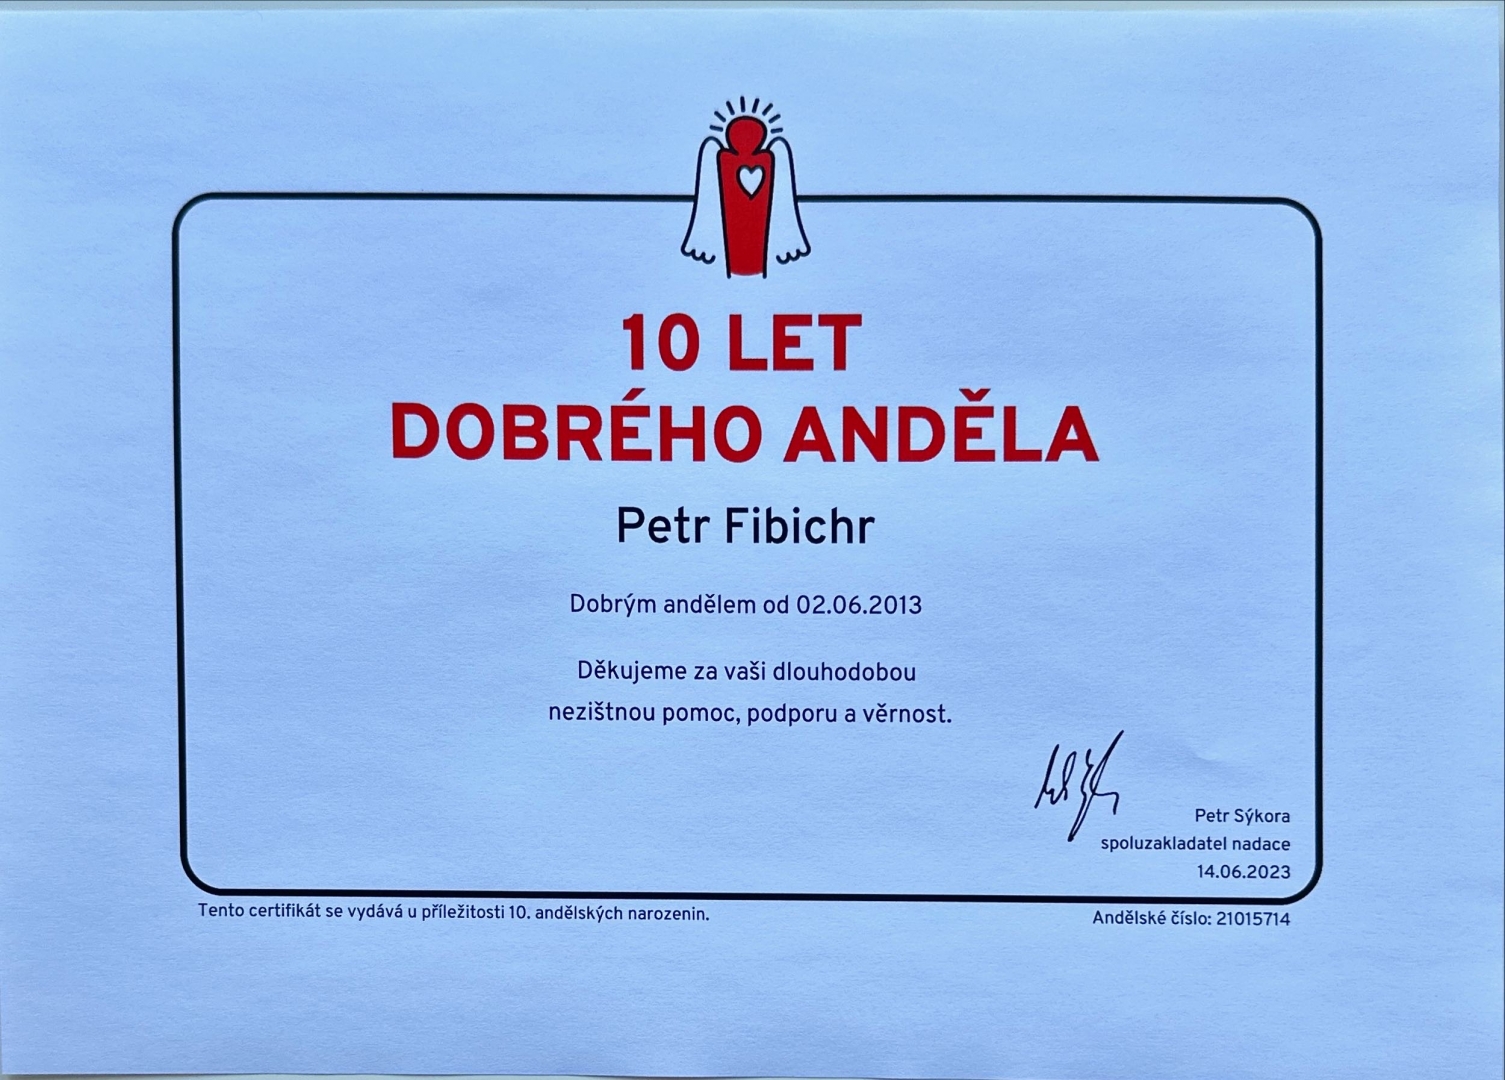 10 LET
DOBRÉHO ANDĚLA
Petr Fibichr
Dobrým andělem od 02.06.2013
Děkujeme za vaši dlouhodobou
nezištnou pomoc, podporu a věrnost.
Petr Sýkora
spoluzakladatel nadace
14.06.2023
Tento certifikát se vydává u příležitosti 10. andělských narozenin.
Andělské číslo: 21015714